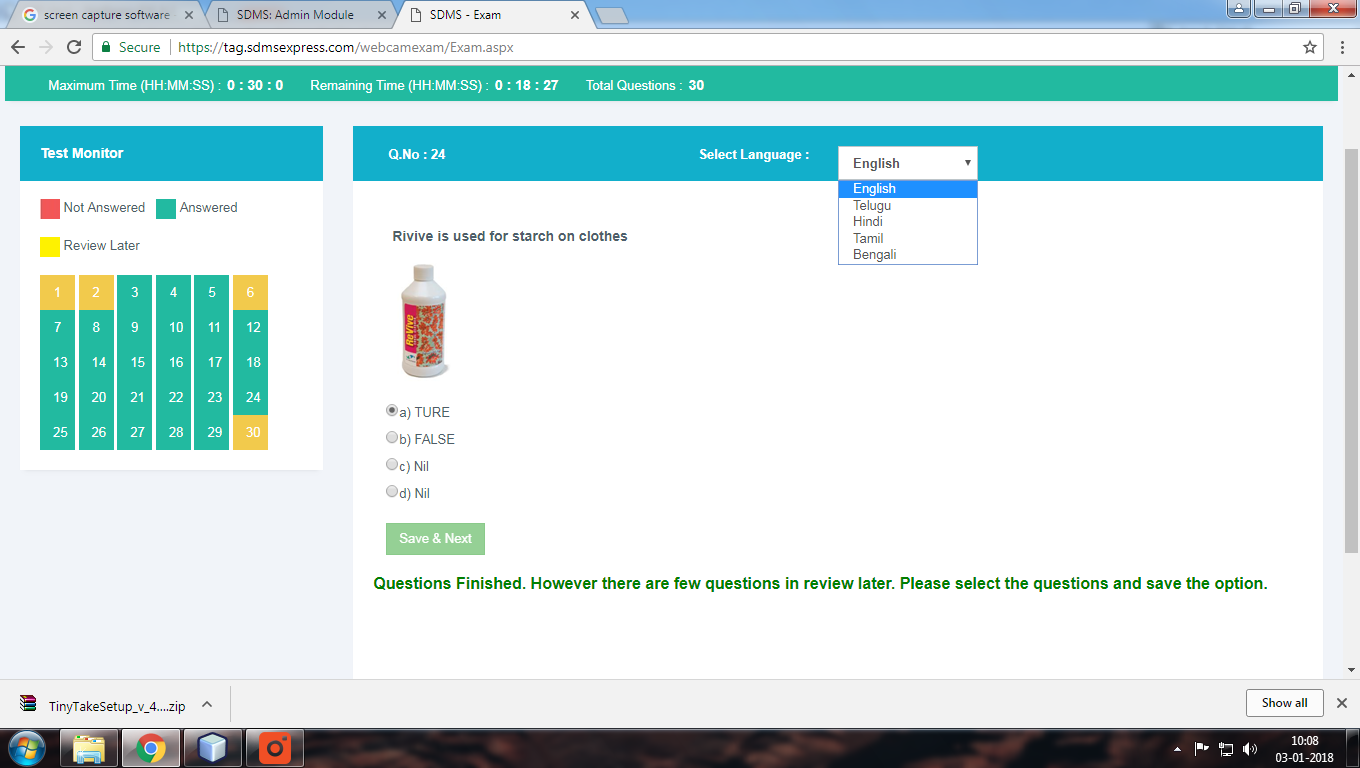 screen capture software
SDMS: Admin Module
SDMS - Exam
Secure
https://tag.sdmsexpress.com/webcamexam/Exam.aspx
Maximum Time (HH:MM:SS) : 0 : 30 : 0 Remaining Time (HH:MM:SS) : 0 : 18 : 27 Total Questions : 30
Test Monitor
Not Answered Answered
Review Later
1 2 3 4 5 6
7 8 9 10 11 12
13 14 15 16 17 18
19 20 21 22 23 24
25 26 27 28 29 30
Q.No : 24 Select Language : English
English
Telugu
Hindi
Tamil
Bengali
Rivive is used for starch on clothes
ReVive
a) TURE
b) FALSE
c) Nil
d) Nil
Save & Next
Questions Finished. However there are few questions in review later. Please select the questions and save the option.
TinyTakeSetup_v_4....zip
Show all
10:08
03-01-2018